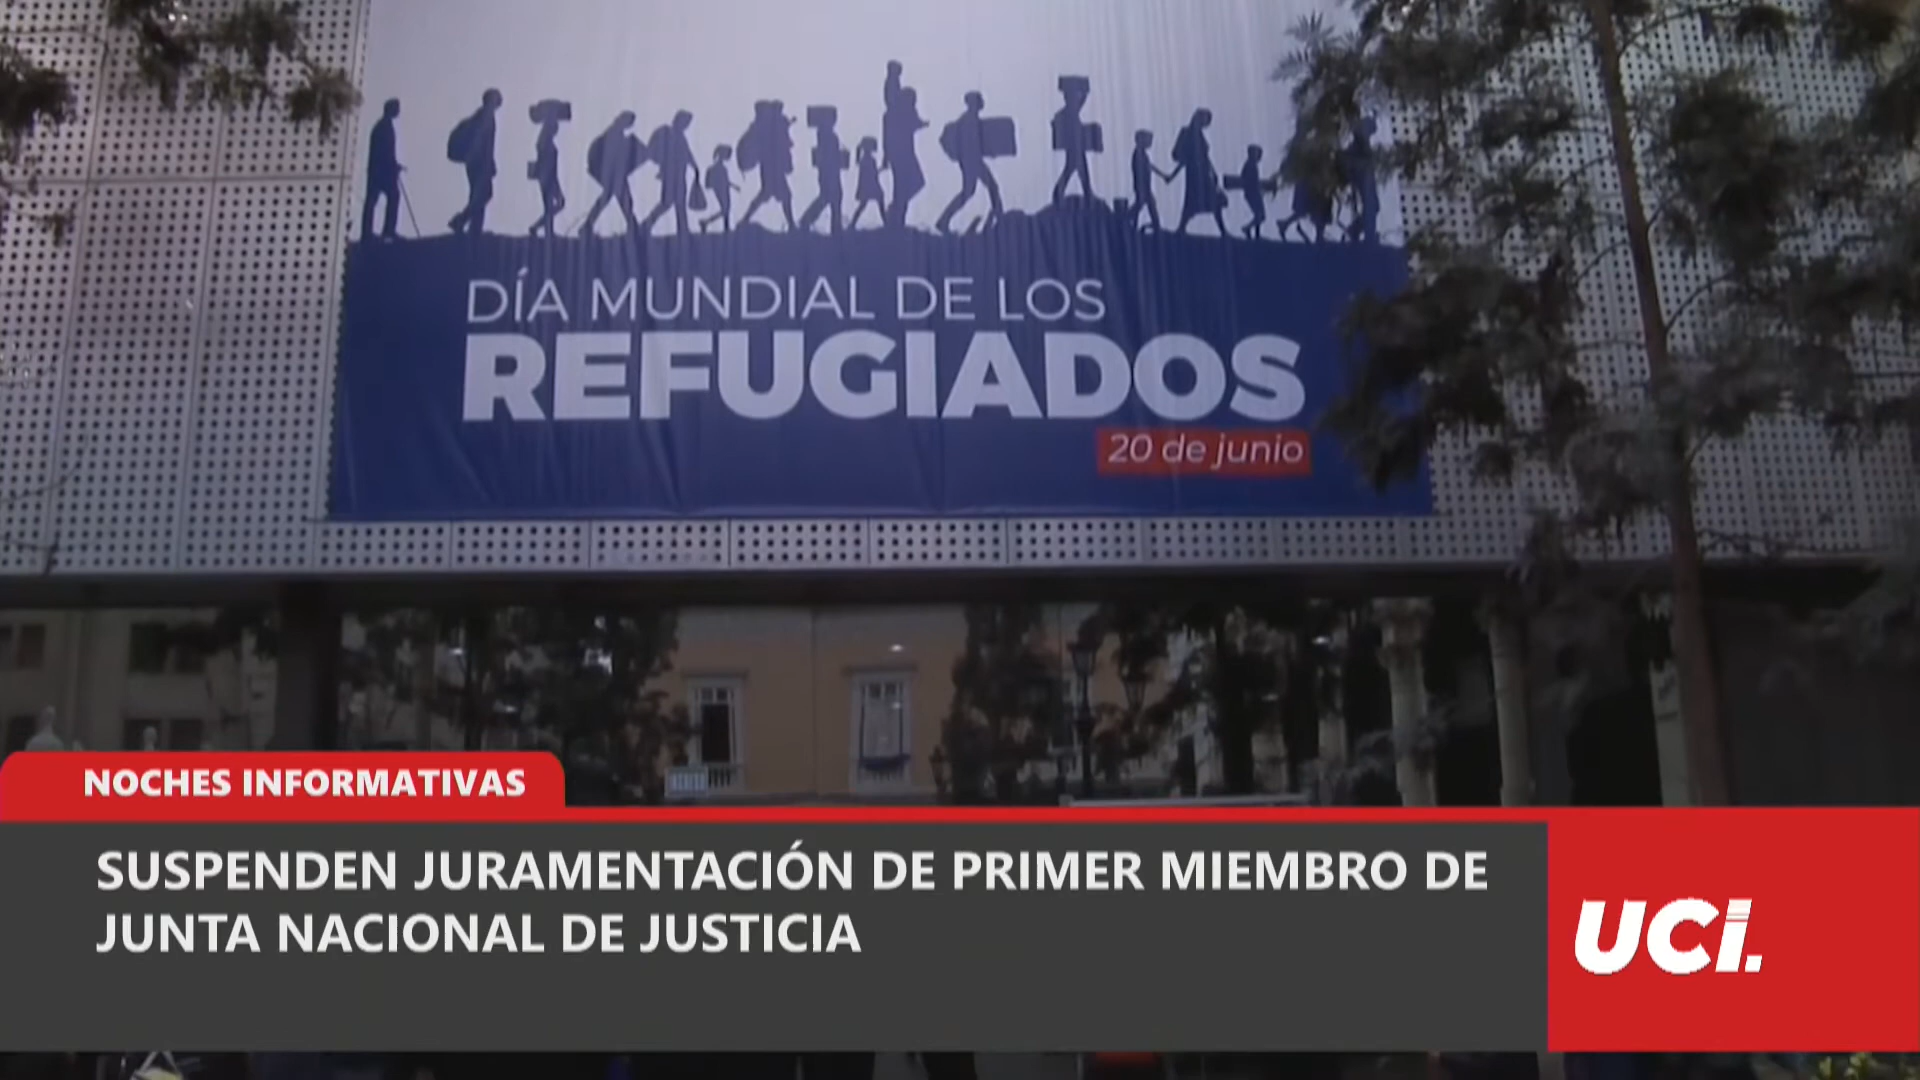 DÍA MUNDIAL DE LOS
REFUGIADOS
20 de junio
NOCHES INFORMATIVAS
SUSPENDEN JURAMENTACIÓN DE PRIMER MIEMBRO DE
JUNTA NACIONAL DE JUSTICIA
UCI.